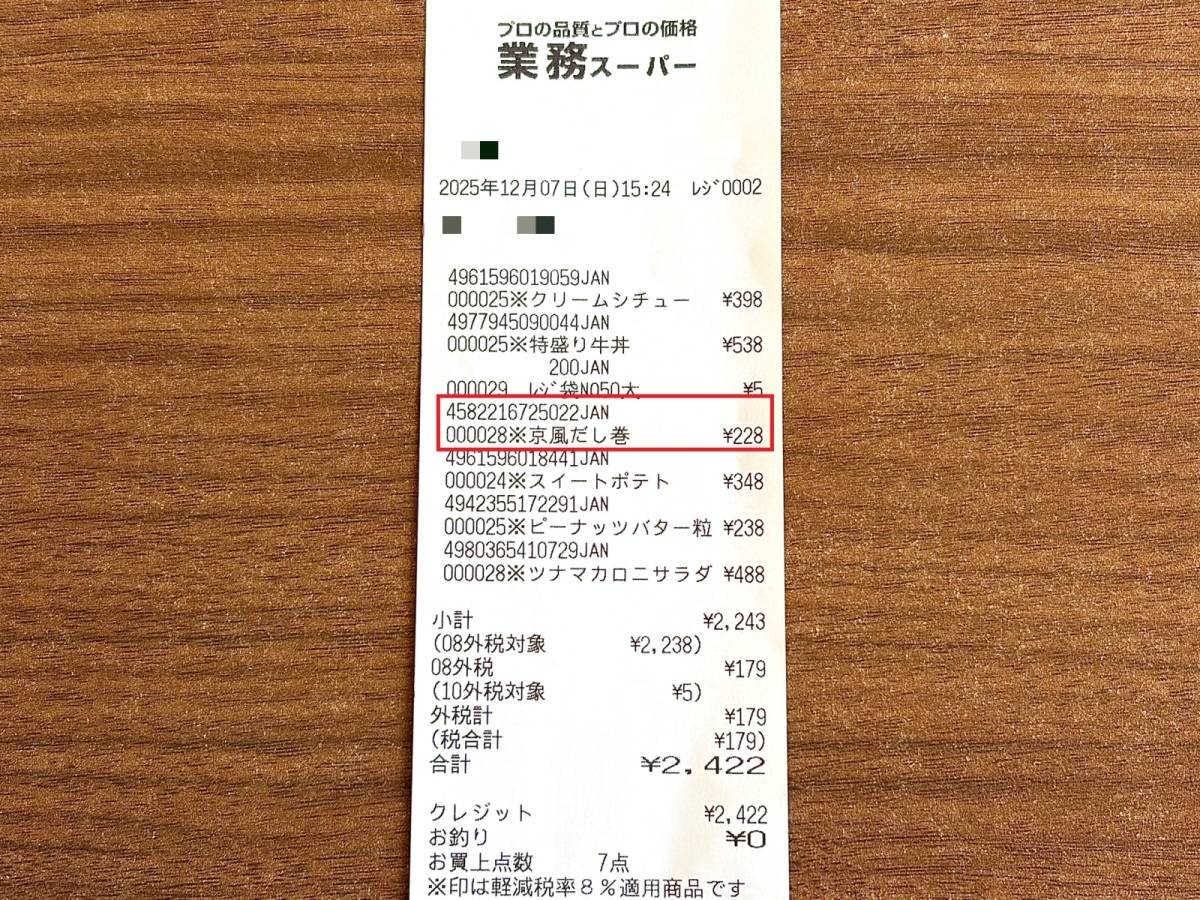 プロの品質とプロの価格
業務スーパー
2025年12月07日(日)15:24 ﾚｼﾞ0002
4961596019059JAN
000025※クリームシチュー ¥398
4977945090044JAN
000025※特盛り牛丼 ¥538
200JAN
000029 ﾚｼﾞ袋NO50大 ¥5
4582216725022JAN
000028※京風だし巻 ¥228
4961596018441JAN
000024※スイートポテト ¥348
4942355172291JAN
000025※ピーナッツバター粒 ¥238
4980365410729JAN
000028※ツナマカロニサラダ ¥488
小計 ¥2,243
(08外税対象 ¥2,238)
08外税 ¥179
(10外税対象 ¥5)
外税計 ¥179
(税合計 ¥179)
合計 ¥2,422
クレジット ¥2,422
お釣り ¥0
お買上点数 7点
※印は軽減税率8%適用商品です